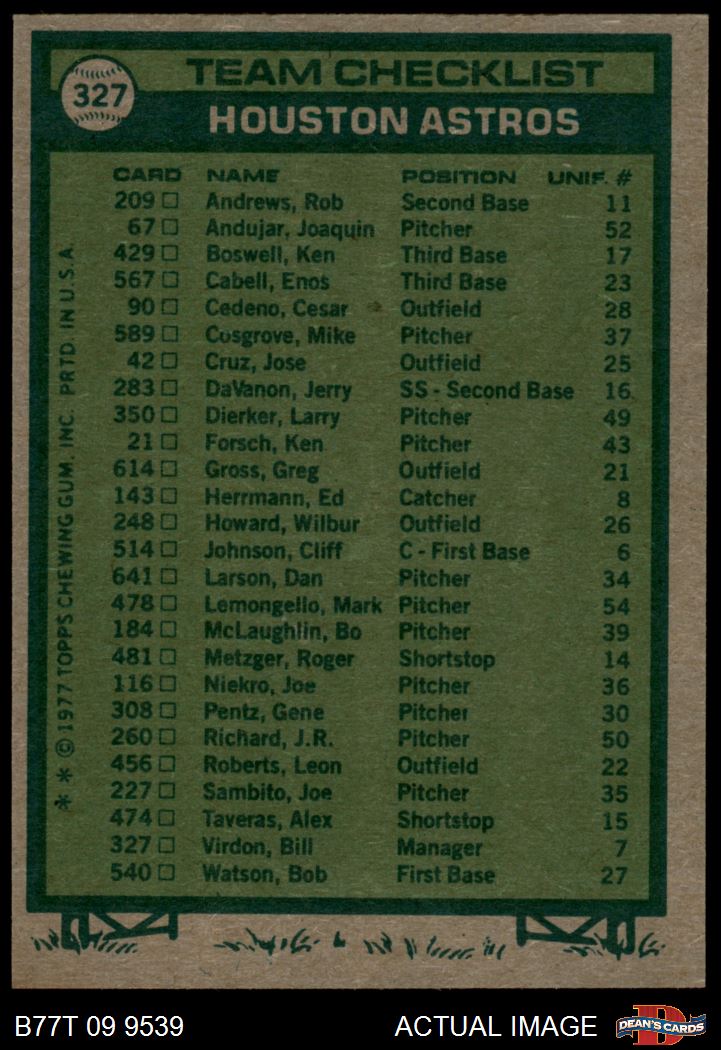 327
TEAM CHECKLIST
HOUSTON ASTROS
CARD NAME POSITION UNIF. #
209 Andrews, Rob Second Base 11
67 Andujar, Joaquin Pitcher 52
429 Boswell, Ken Third Base 17
567 Cabell, Enos Third Base 23
90 Cedeno, Cesar Outfield 28
589 Cosgrove, Mike Pitcher 37
42 Cruz, Jose Outfield 25
283 DaVanon, Jerry SS - Second Base 16
350 Dierker, Larry Pitcher 49
21 Forsch, Ken Pitcher 43
614 Gross, Greg Outfield 21
143 Herrmann, Ed Catcher 8
248 Howard, Wilbur Outfield 26
514 Johnson, Cliff C - First Base 6
641 Larson, Dan Pitcher 34
478 Lemongello, Mark Pitcher 54
184 McLaughlin, Bo Pitcher 39
481 Metzger, Roger Shortstop 14
116 Niekro, Joe Pitcher 36
308 Pentz, Gene Pitcher 30
260 Richard, J.R. Pitcher 50
456 Roberts, Leon Outfield 22
227 Sambito, Joe Pitcher 35
474 Taveras, Alex Shortstop 15
327 Virdon, Bill Manager 7
540 Watson, Bob First Base 27
* * © 1977 TOPPS CHEWING GUM, INC. PRTD. IN U.S.A.
B77T 09 9539 ACTUAL IMAGE
D
DEAN'S CARDS